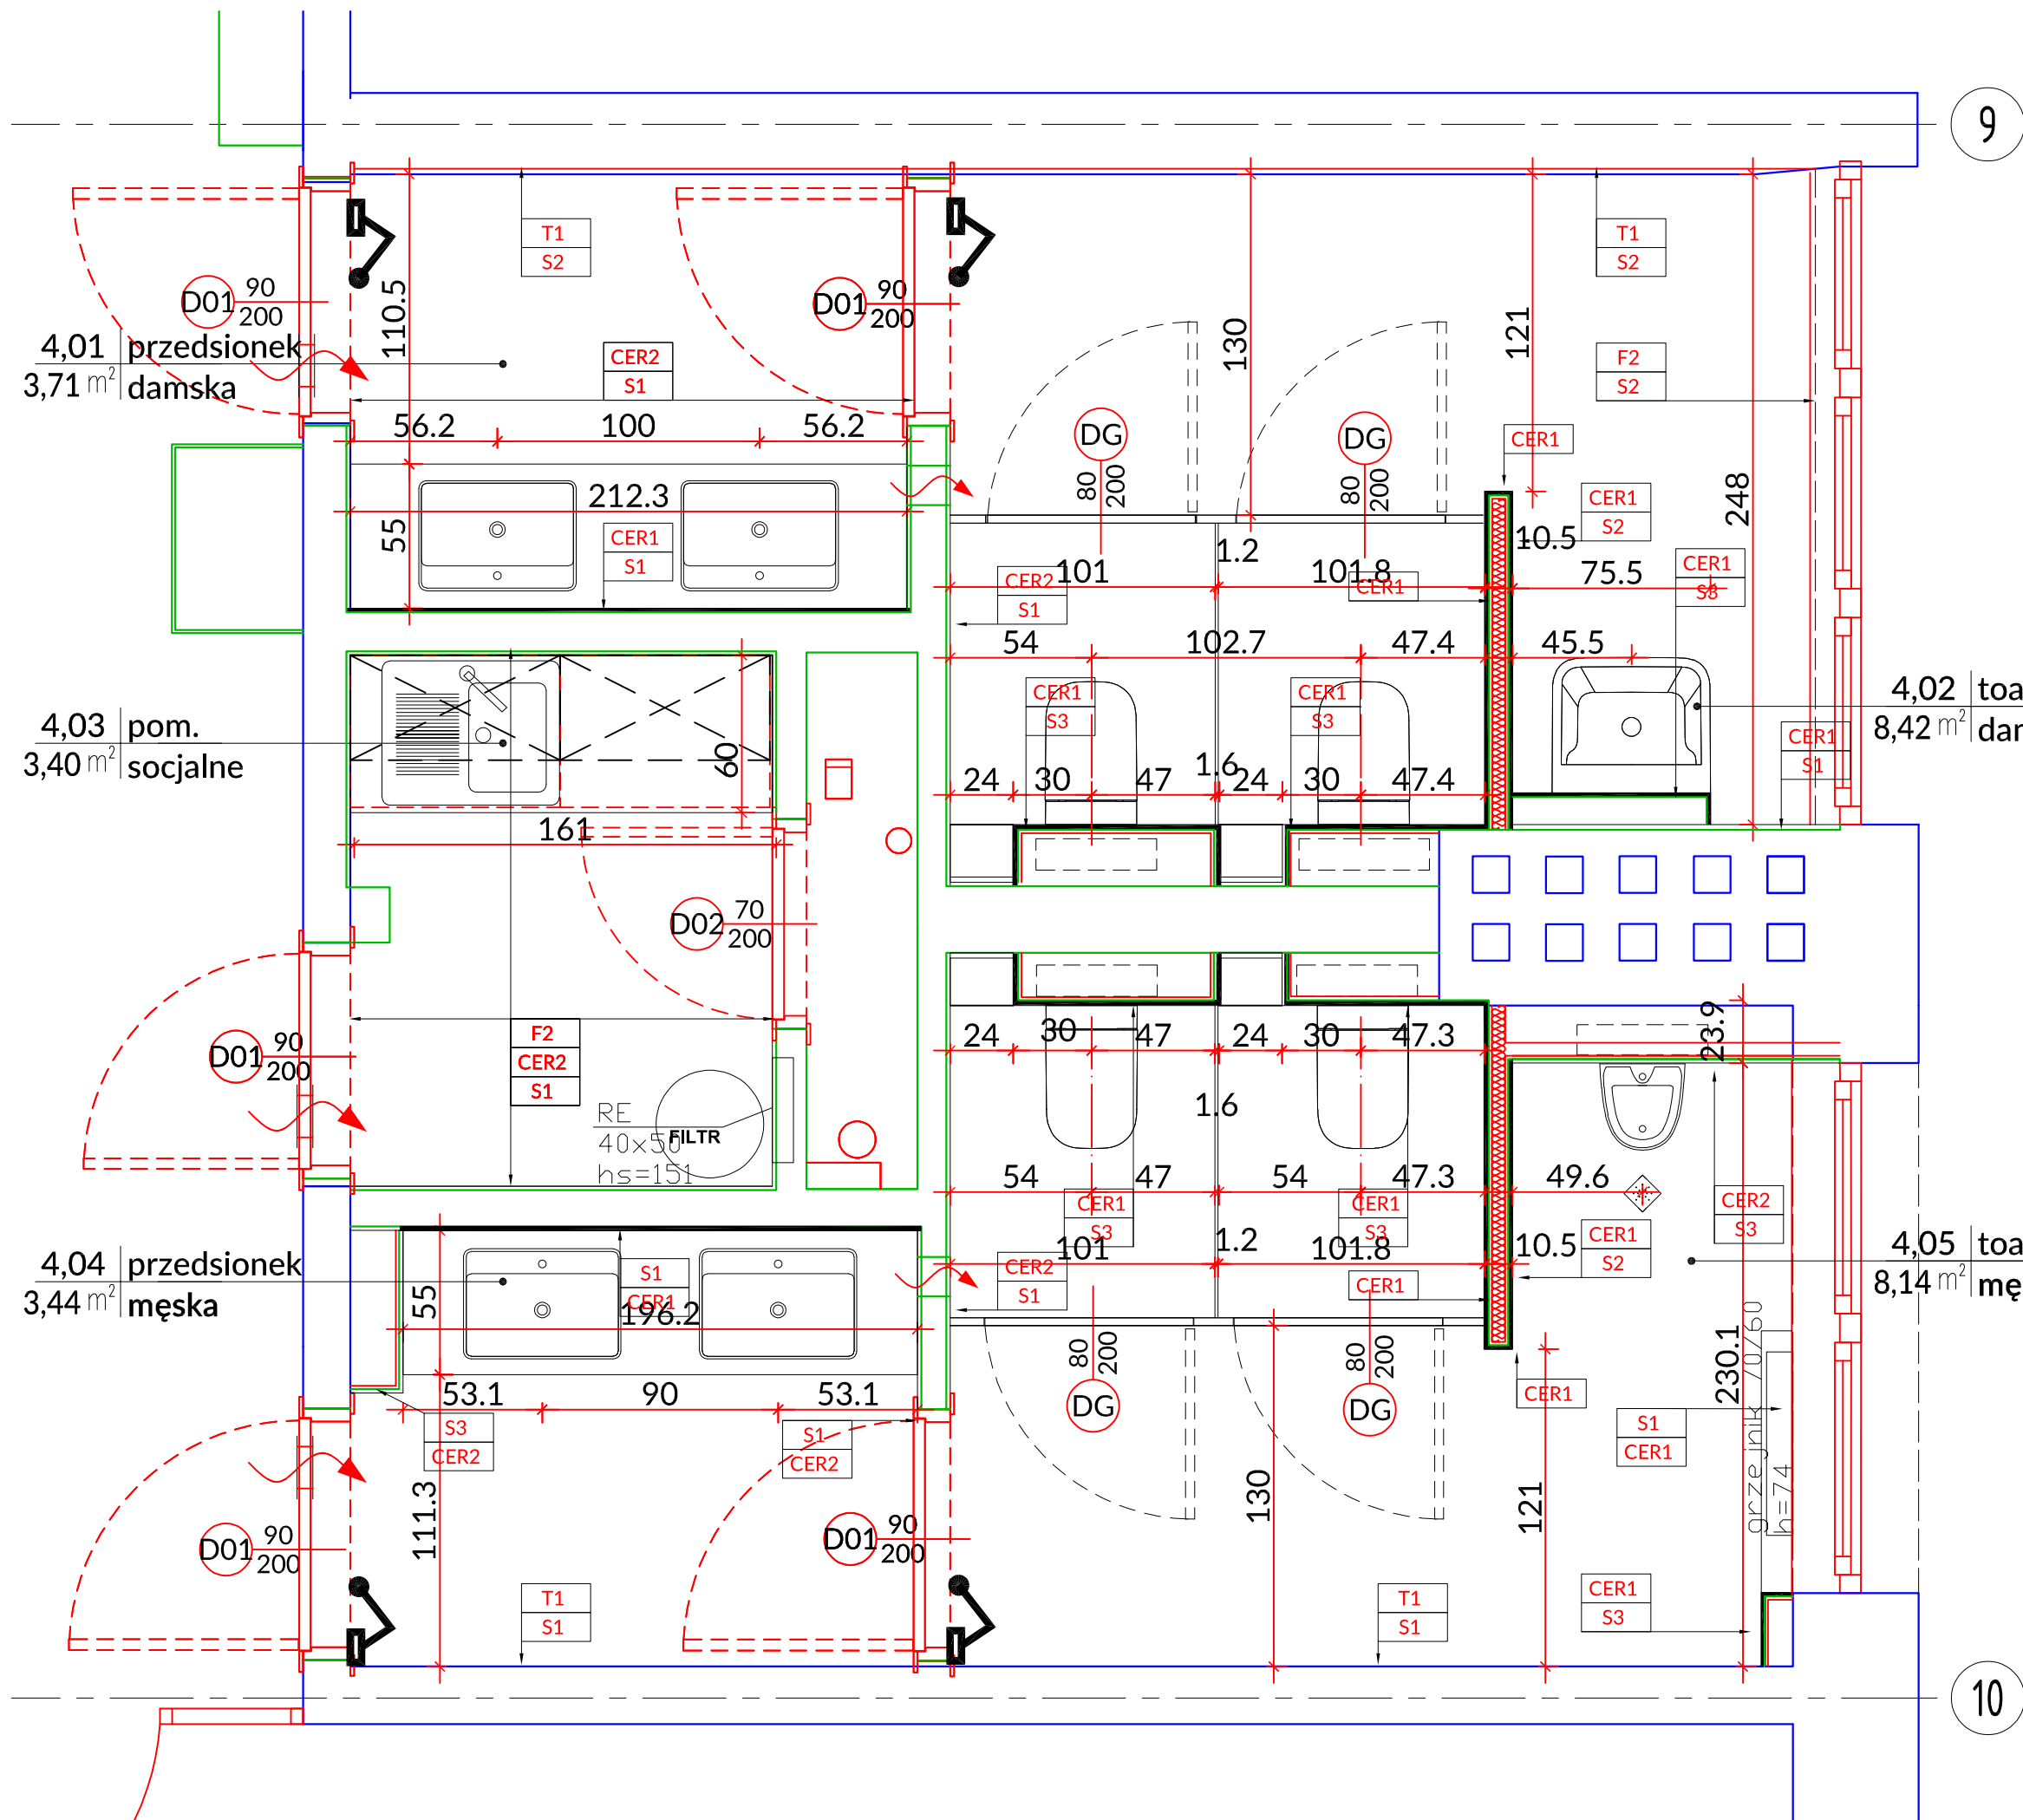 9
T1
S2
T1
S2
D01 90
200
D01 90
200
4,01 przedsionek
3,71 m² damska
110.5
130
121
F2
S2
CER2
S1
56.2 100 56.2
DG
80
200
DG
80
200
CER1
248
212.3
55
CER1
S1
CER1
S2
10.5
1.2
101 101.8
CER2
S1
CER1
75.5
CER1
S3
54 102.7 47.4 45.5
CER1
S3
CER1
S3
4,02
8,42 m²
4,03 pom.
3,40 m² socjalne
60
1.6
24 30 47 24 30 47.4
CER1
S1
161
D02 70
200
D01 90
200
F2
CER2
S1
24 30 47 24 30 47.3
23.9
RE
40x50
hs=151
FILTR
1.6
54 47 54 47.3 49.6
CER1
S3
CER1
S3
CER2
S3
CER1
S2
10.5
1.2
101 101.8
CER2
S1
CER1
4,04 przedsionek
3,44 m² męska
S1
CER1
55
196.2
4,05
8,14 m²
53.1 90 53.1
80
200
DG
80
200
DG
230.1
grzejnik 70/60
h=74
CER1
S3
CER2
S1
CER2
S1
CER1
111.3
130
121
D01 90
200
D01 90
200
T1
S1
T1
S1
CER1
S3
10